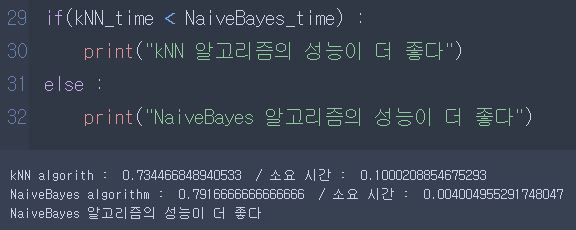 29 if(kNN_time < NaiveBayes_time) :
30 print("kNN 알고리즘의 성능이 더 좋다")
31 else :
32 print("NaiveBayes 알고리즘의 성능이 더 좋다")
kNN algorith : 0.734466848940533 / 소요 시간 : 0.1000208854675293
NaiveBayes algorithm : 0.7916666666666666 / 소요 시간 : 0.004004955291748047
NaiveBayes 알고리즘의 성능이 더 좋다